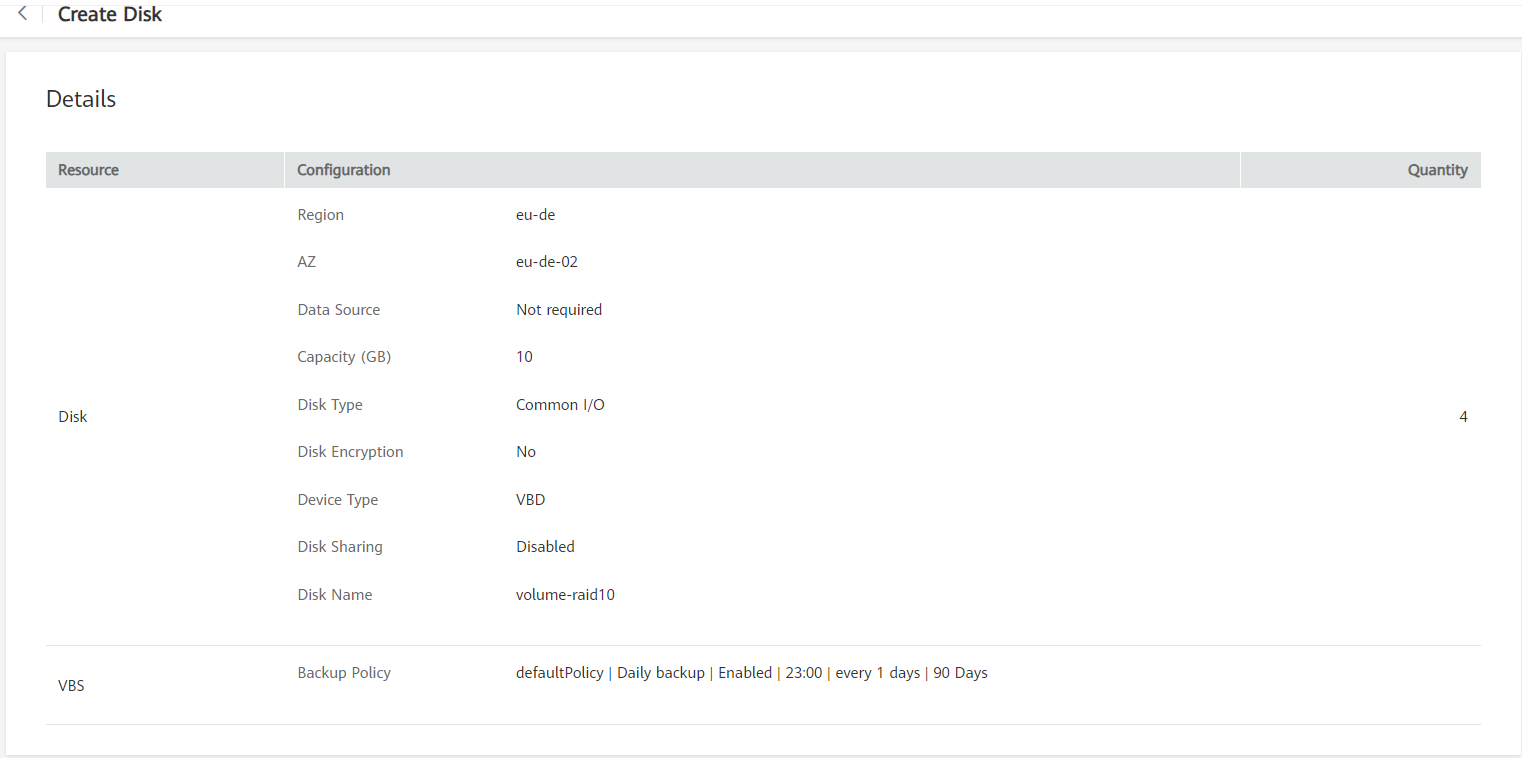 Create Disk
Details
Resource Configuration Quantity
Region eu-de
AZ eu-de-02
Data Source Not required
Capacity (GB) 10
Disk Type Common I/O
Disk 4
Disk Encryption No
Device Type VBD
Disk Sharing Disabled
Disk Name volume-raid10
Backup Policy defaultPolicy | Daily backup | Enabled | 23:00 | every 1 days | 90 Days
VBS